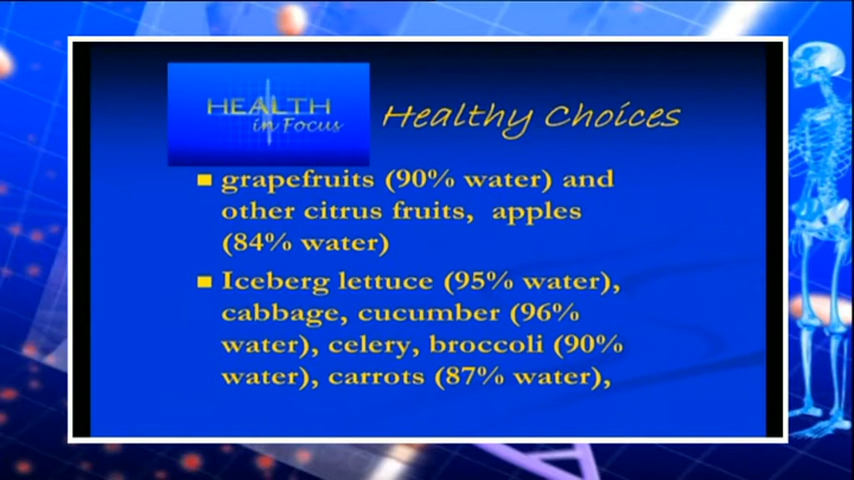 HEALTH
in Focus
Healthy Choices
grapefruits (90% water) and
other citrus fruits, apples
(84% water)
Iceberg lettuce (95% water),
cabbage, cucumber (96%
water), celery, broccoli (90%
water), carrots (87% water),